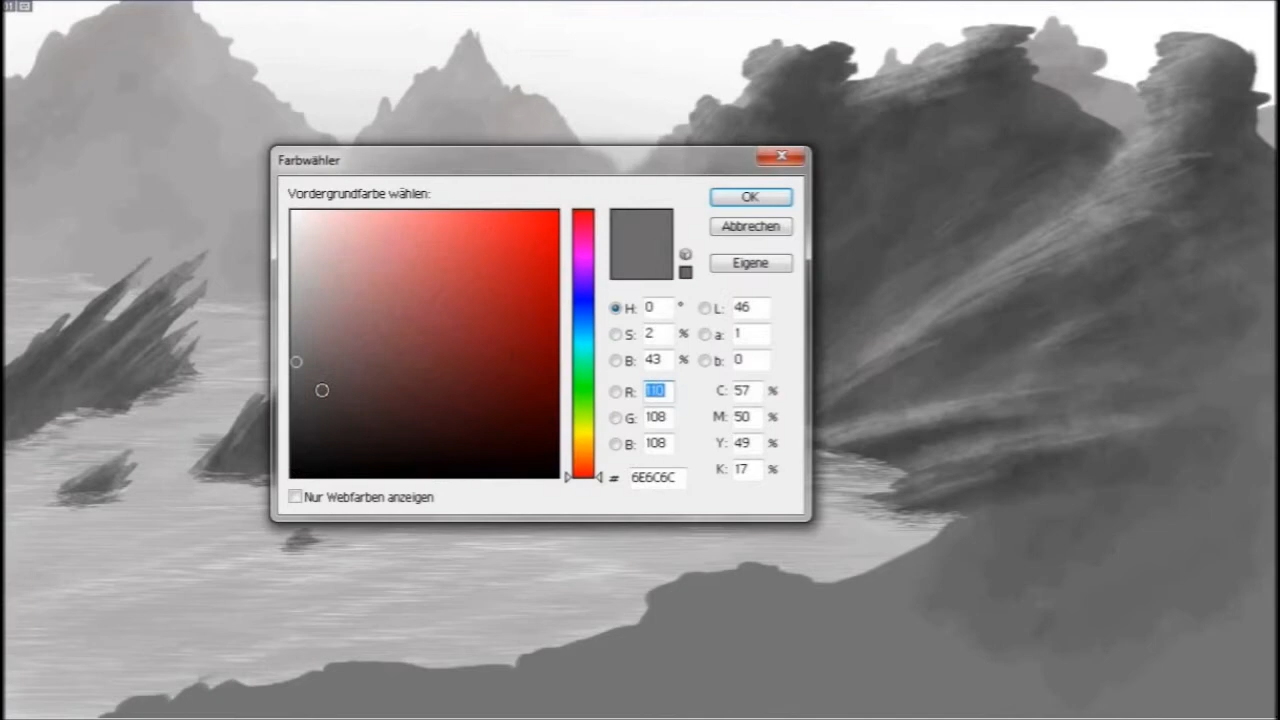 01
Farbwähler
Vordergrundfarbe wählen:
OK
Abbrechen
Eigene
H: 0 ° L: 46
S: 2 % a: 1
B: 43 % b: 0
R: 110 C: 57 %
G: 108 M: 50 %
B: 108 Y: 49 %
K: 17 %
# 6E6C6C
Nur Webfarben anzeigen